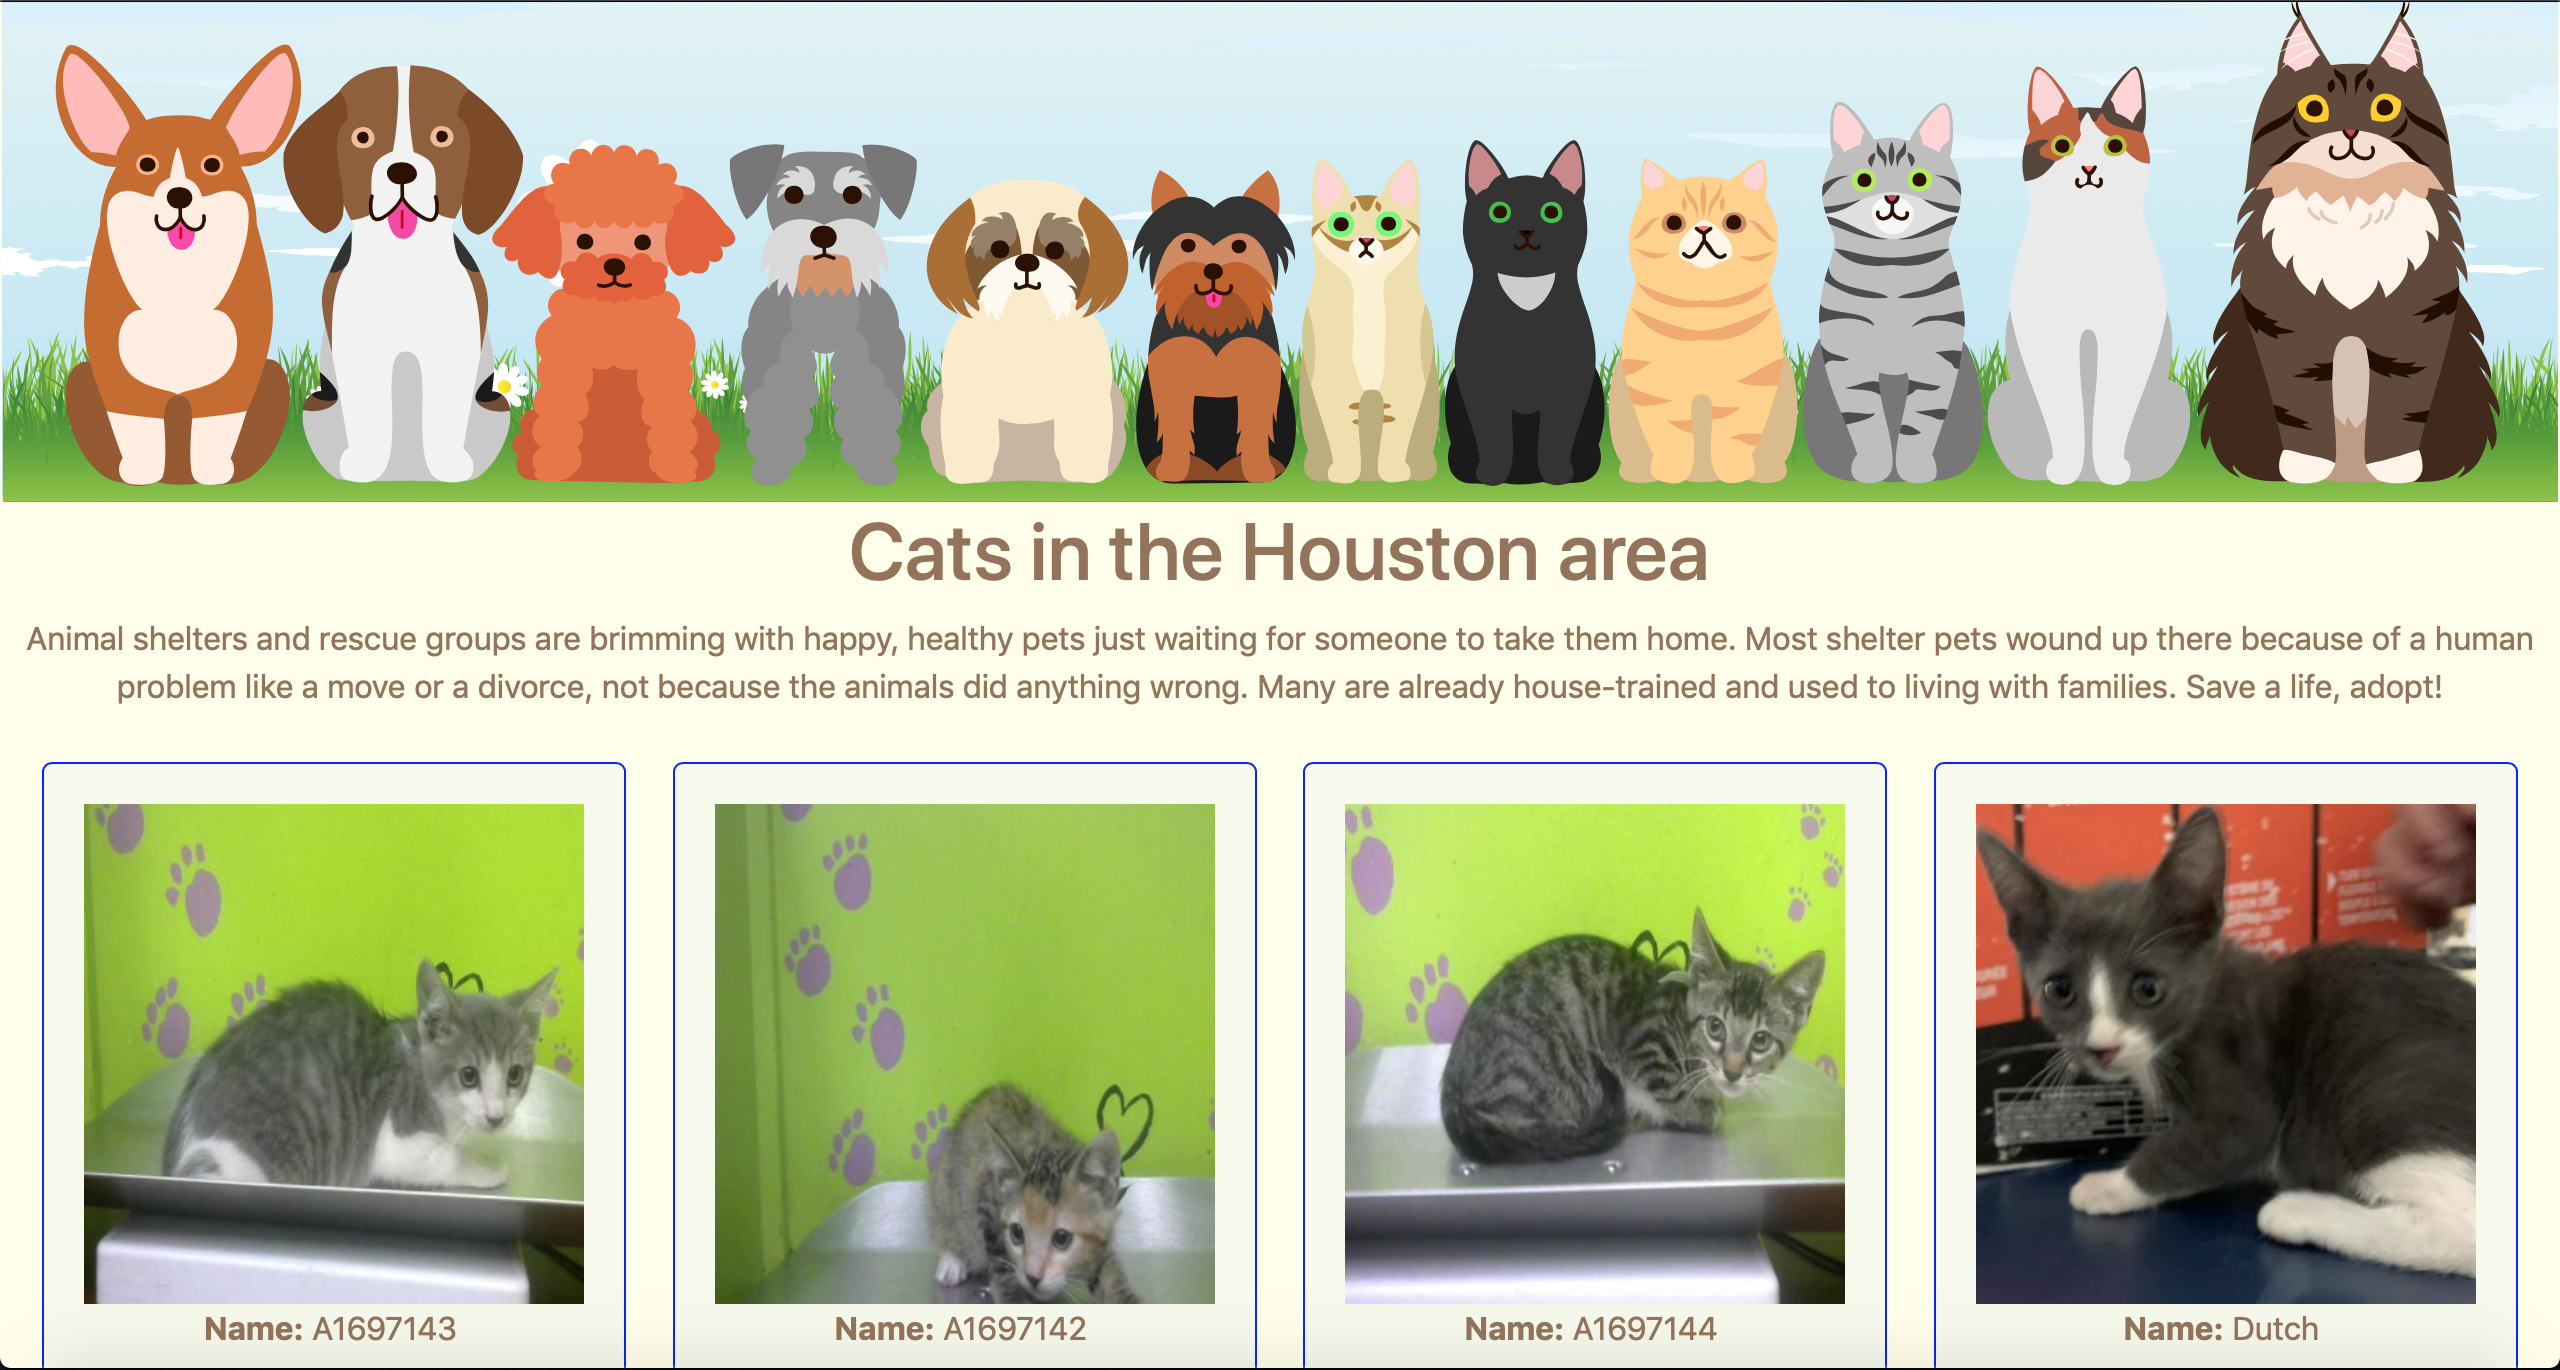 Cats in the Houston area
Animal shelters and rescue groups are brimming with happy, healthy pets just waiting for someone to take them home. Most shelter pets wound up there because of a human
problem like a move or a divorce, not because the animals did anything wrong. Many are already house-trained and used to living with families. Save a life, adopt!
Name: A1697143
Name: A1697142
Name: A1697144
Name: Dutch